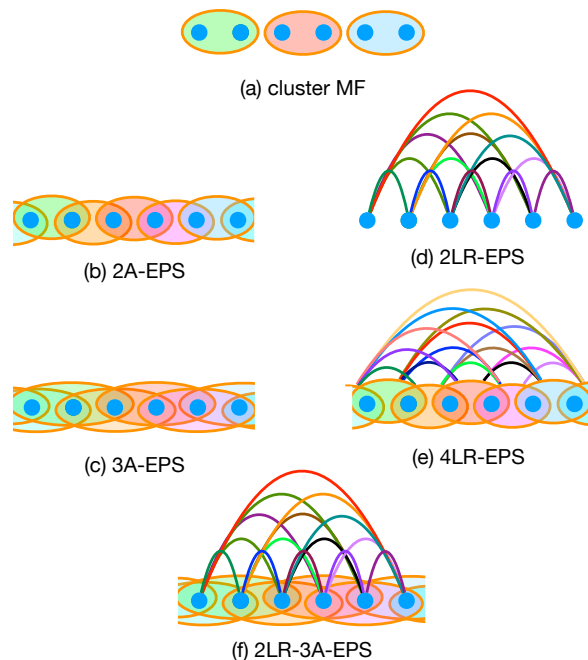 (a) cluster MF
(b) 2A-EPS
(d) 2LR-EPS
(c) 3A-EPS
(e) 4LR-EPS
(f) 2LR-3A-EPS